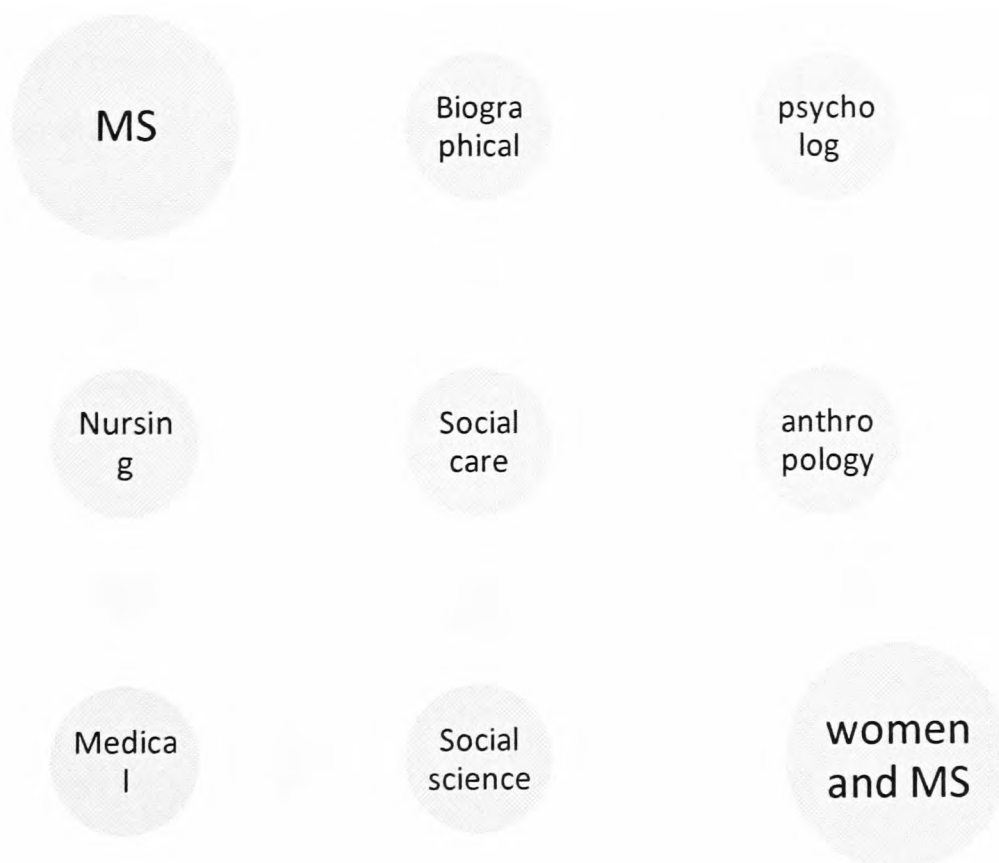 MS
Biogra
phical
psycho
log
Nursin
g
Social
care
anthro
pology
Medica
l
Social
science
women
and MS